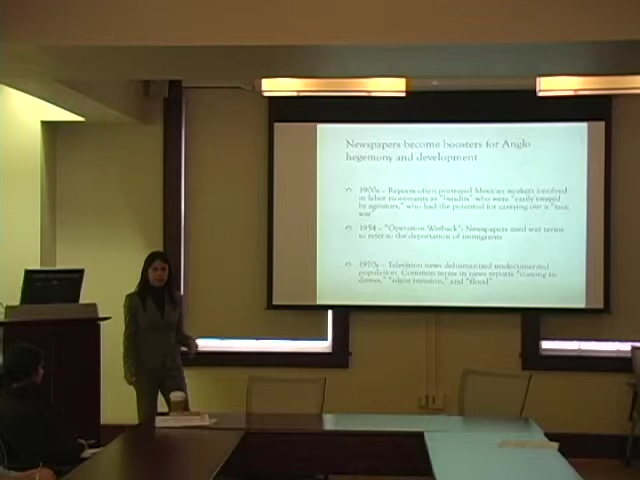 Newspapers become boosters for Anglo
hegemony and development
1900s – Reports often portrayed Mexican workers involved
in labor movements as "bandits" who were "easily swayed
by agitators," who had the potential for carrying out a "race
war"
1954 – "Operation Wetback": Newspapers used war terms
to refer to the deportation of immigrants
1970s – Television news dehumanized undocumented
population. Common terms in news reports "coming in
droves," "silent invasion," and "flood"